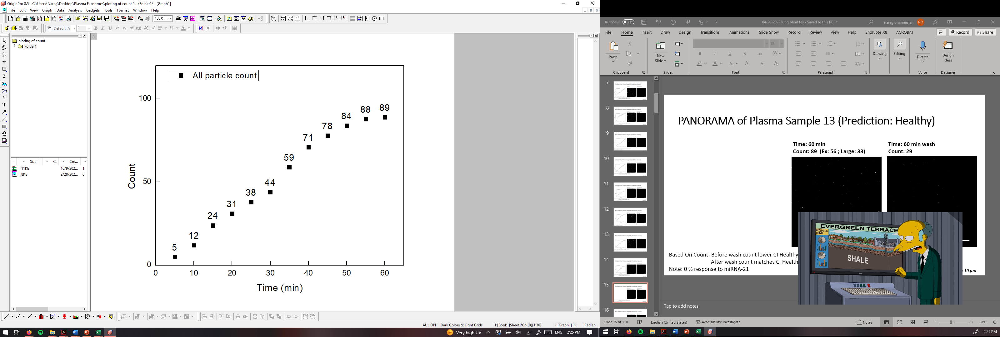 OriginPro 8.5 - C:\Users\Nareg\Desktop\Plasma Exosomes\ploting of count * - /Folder1/ - [Graph1]
File Edit View Graph Data Analysis Gadgets Tools Format Window Help
100%
Default: A 0 B I U
ploting of count
Folder1
Size C. Cre...
11KB 10/9/202... 1
8KB 2/28/202... 0
1
All particle count
100
50
0
Count
5
12
24
31
38
44
59
71
78
84
88
89
0 10 20 30 40 50 60
Time (min)
AU : ON Dark Colors & Light Grids 1:[Book1]Sheet1!Col(B)[1:30] 1:[Graph1]1!1 Radian
Very high UV ENG 2:25 PM
AutoSave Off 04-20-2022 lung blind tes • Saved to this PC nareg ohannesian NO
File Home Insert Draw Design Transitions Animations Slide Show Record Review View Help EndNote X8 ACROBAT Record Share
Paste
New
Slide
18
B I U S ab AV
Aa A A
Drawing Editing Dictate Design
Ideas
Clipboard Slides Font Paragraph Voice Designer
7
8
9
10
11
12
13
14
15
16
PANORAMA of Plasma Sample 13 (Prediction: Healthy)
Time: 60 min
Count: 89 (Ex: 56 ; Large: 33)
Time: 60 min wash
Count: 29
EVERGREEN TERRACE
GEOLOGICAL
SURVEY
SHALE
Based On Count: Before wash count lower CI Healthy
After wash count matches CI Health
Note: 0 % response to miRNA-21
10 µm
Tap to add notes
Slide 15 of 110 English (United States) Accessibility: Investigate Notes 81%
2:25 PM